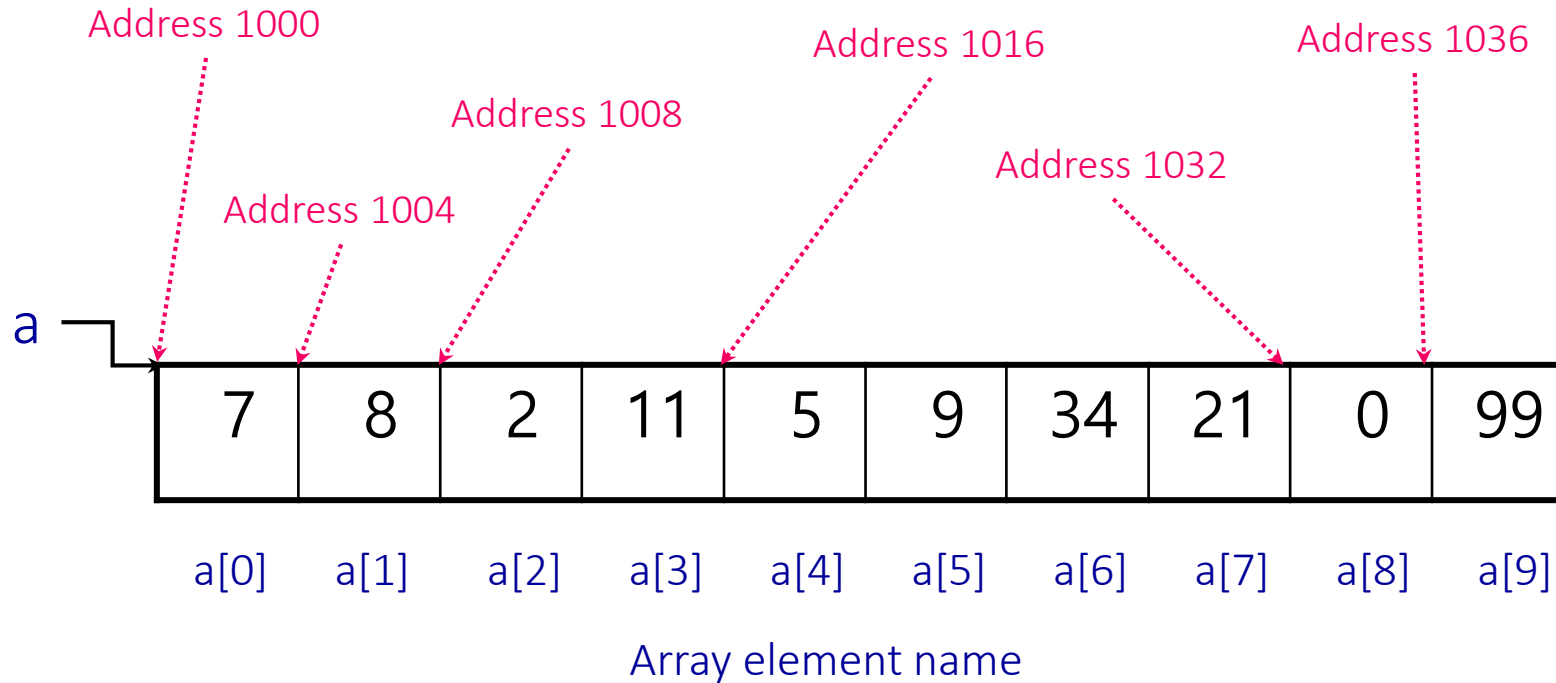 Address 1000
Address 1016
Address 1036
Address 1008
Address 1032
Address 1004
a
7 8 2 11 5 9 34 21 0 99
a[0] a[1] a[2] a[3] a[4] a[5] a[6] a[7] a[8] a[9]
Array element name